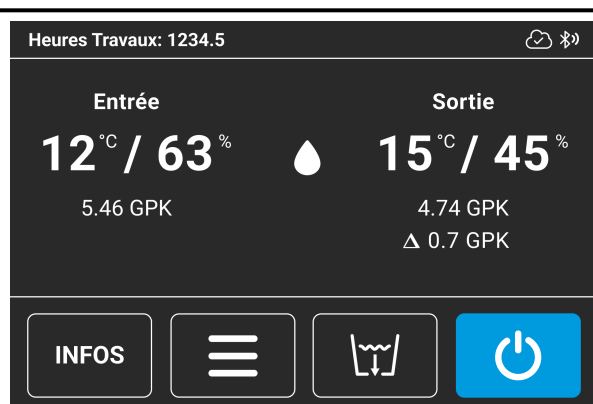 Heures Travaux: 1234.5
Entrée
Sortie
12°C/ 63%
15°C/ 45%
5.46 GPK
4.74 GPK
Δ 0.7 GPK
INFOS